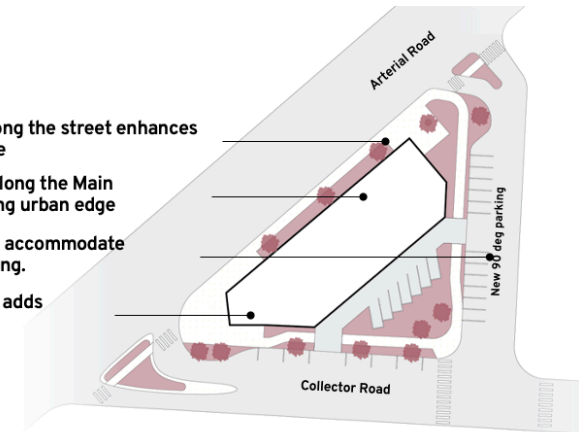 Arterial Road
ong the street enhances
e
long the Main
ng urban edge
accommodate
ng.
adds
New 90 deg parking
Collector Road